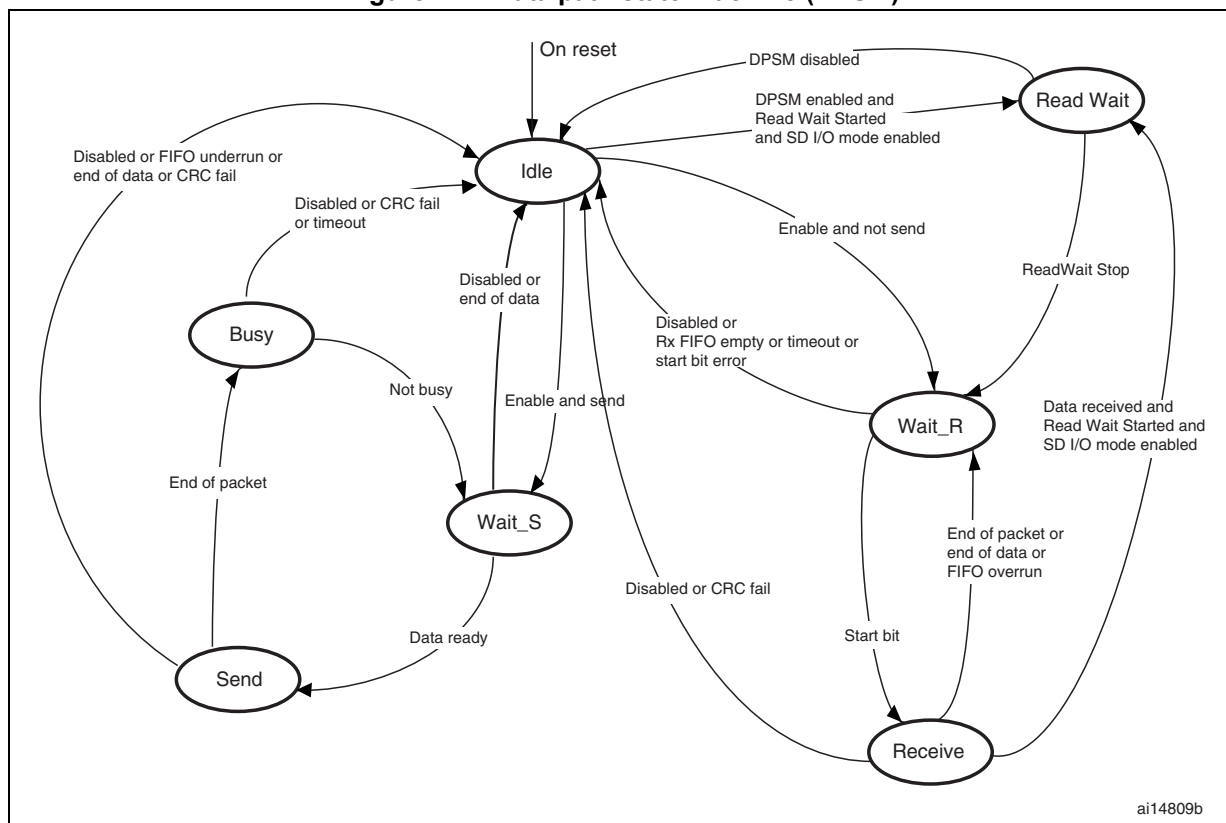 On reset
DPSM disabled
Read Wait
DPSM enabled and
Read Wait Started
and SD I/O mode enabled
Disabled or FIFO underrun or
end of data or CRC fail
Idle
Disabled or CRC fail
or timeout
Enable and not send
Disabled or
end of data
ReadWait Stop
Disabled or
Rx FIFO empty or timeout or
start bit error
Busy
Not busy
Enable and send
Wait_R
Data received and
Read Wait Started and
SD I/O mode enabled
End of packet
Wait_S
End of packet or
end of data or
FIFO overrun
Disabled or CRC fail
Data ready
Start bit
Send
Receive
ai14809b